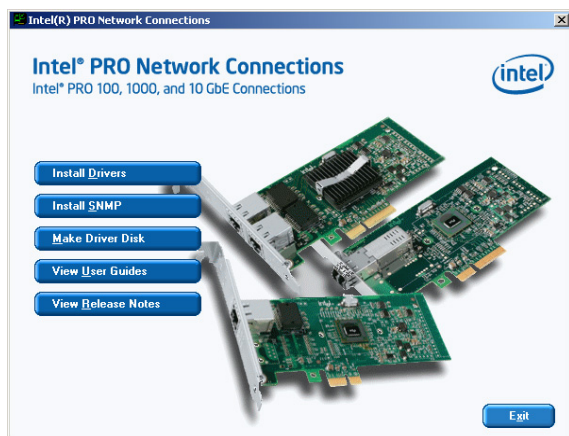 Intel(R) PRO Network Connections
Intel® PRO Network Connections
Intel® PRO 100, 1000, and 10 GbE Connections
intel
Install Drivers
Install SNMP
Make Driver Disk
View User Guides
View Release Notes
Exit